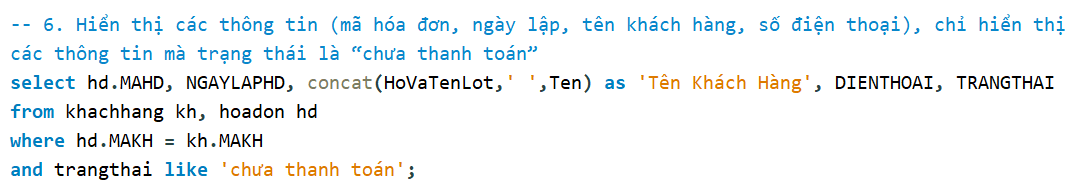 -- 6. Hiển thị các thông tin (mã hóa đơn, ngày lập, tên khách hàng, số điện thoại), chỉ hiển thị
các thông tin mà trạng thái là “chưa thanh toán”
select hd.MAHD, NGAYLAPHD, concat(HoVaTenLot,' ',Ten) as 'Tên Khách Hàng', DIENTHOAI, TRANGTHAI
from khachhang kh, hoadon hd
where hd.MAKH = kh.MAKH
and trangthai like 'chưa thanh toán';